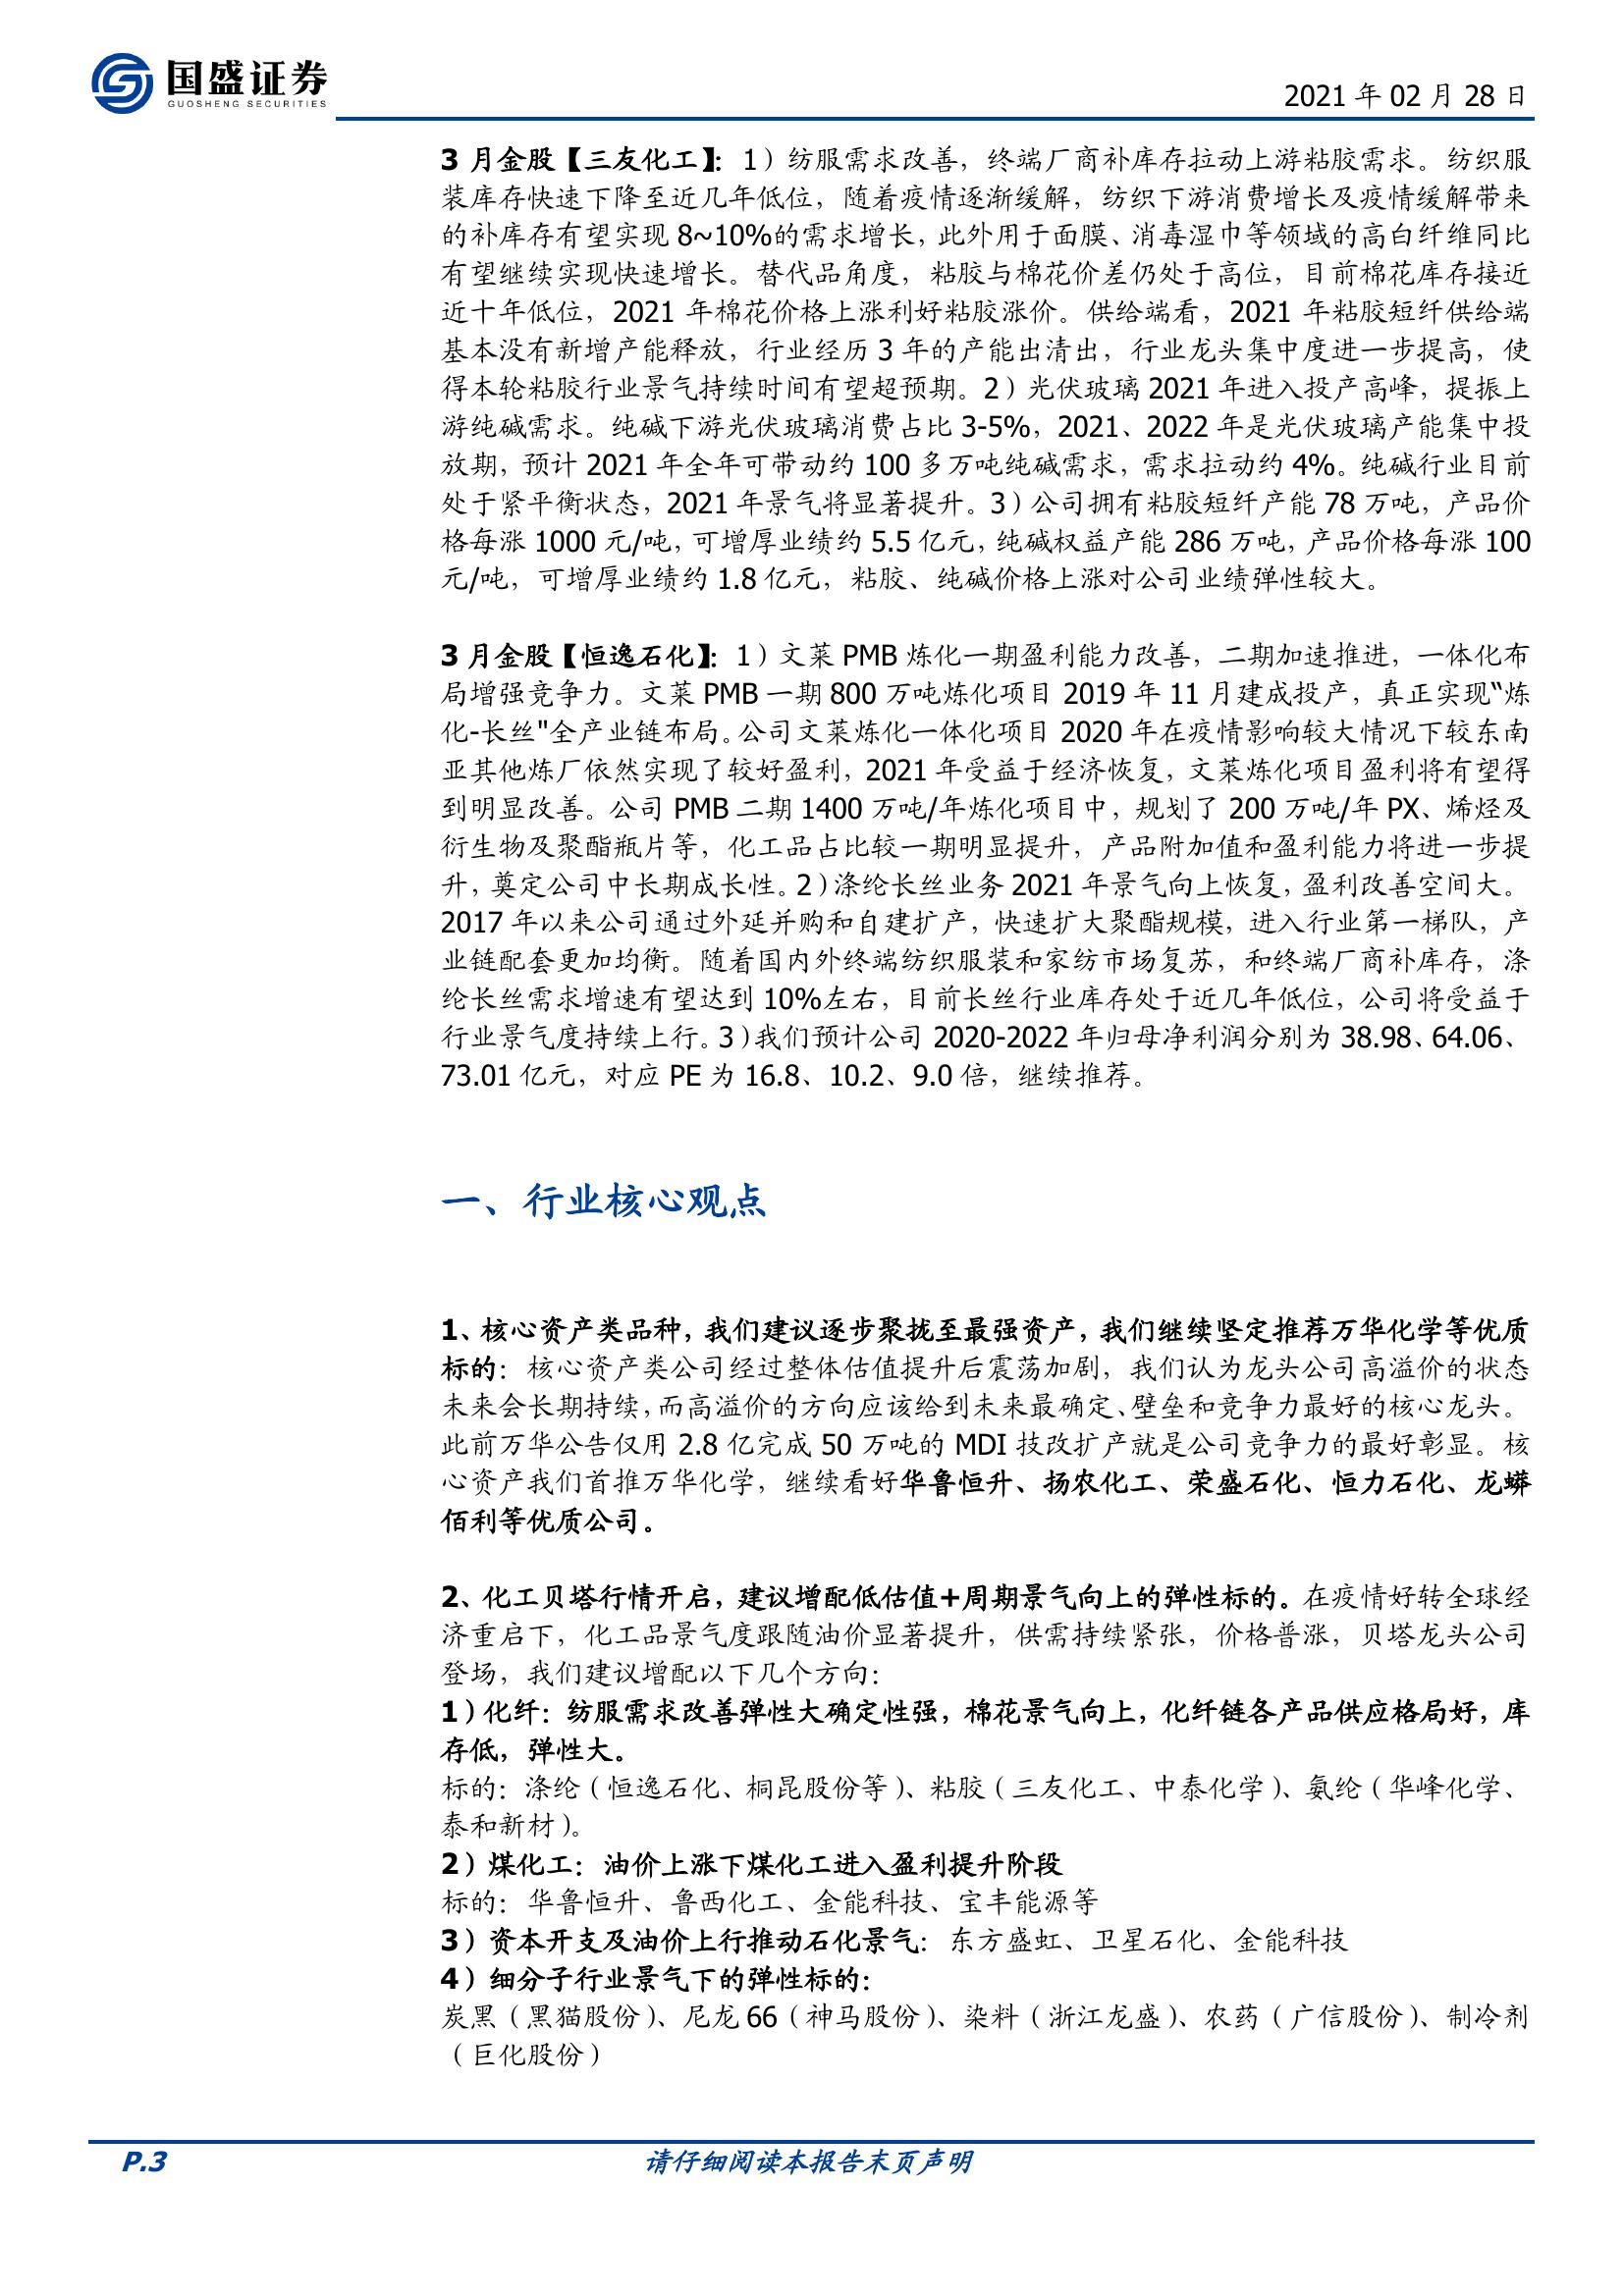 国盛证券
GUOSHENG SECURITIES
2021 年 02 月 28 日
3 月金股【三友化工】：1）纺服需求改善，终端厂商补库存拉动上游粘胶需求。纺织服
装库存快速下降至近几年低位，随着疫情逐渐缓解，纺织下游消费增长及疫情缓解带来
的补库存有望实现 8~10%的需求增长，此外用于面膜、消毒湿巾等领域的高白纤维同比
有望继续实现快速增长。替代品角度，粘胶与棉花价差仍处于高位，目前棉花库存接近
近十年低位，2021 年棉花价格上涨利好粘胶涨价。供给端看，2021 年粘胶短纤供给端
基本没有新增产能释放，行业经历 3 年的产能出清出，行业龙头集中度进一步提高，使
得本轮粘胶行业景气持续时间有望超预期。2）光伏玻璃 2021 年进入投产高峰，提振上
游纯碱需求。纯碱下游光伏玻璃消费占比 3-5%，2021、2022 年是光伏玻璃产能集中投
放期，预计 2021 年全年可带动约 100 多万吨纯碱需求，需求拉动约 4%。纯碱行业目前
处于紧平衡状态，2021 年景气将显著提升。3）公司拥有粘胶短纤产能 78 万吨，产品价
格每涨 1000 元/吨，可增厚业绩约 5.5 亿元，纯碱权益产能 286 万吨，产品价格每涨 100
元/吨，可增厚业绩约 1.8 亿元，粘胶、纯碱价格上涨对公司业绩弹性较大。
3 月金股【恒逸石化】：1）文莱 PMB 炼化一期盈利能力改善，二期加速推进，一体化布
局增强竞争力。文莱 PMB 一期 800 万吨炼化项目 2019 年 11 月建成投产，真正实现“炼
化-长丝"全产业链布局。公司文莱炼化一体化项目 2020 年在疫情影响较大情况下较东南
亚其他炼厂依然实现了较好盈利，2021 年受益于经济恢复，文莱炼化项目盈利将有望得
到明显改善。公司 PMB 二期 1400 万吨/年炼化项目中，规划了 200 万吨/年 PX、烯烃及
衍生物及聚酯瓶片等，化工品占比较一期明显提升，产品附加值和盈利能力将进一步提
升，奠定公司中长期成长性。2）涤纶长丝业务 2021 年景气向上恢复，盈利改善空间大。
2017 年以来公司通过外延并购和自建扩产，快速扩大聚酯规模，进入行业第一梯队，产
业链配套更加均衡。随着国内外终端纺织服装和家纺市场复苏，和终端厂商补库存，涤
纶长丝需求增速有望达到 10%左右，目前长丝行业库存处于近几年低位，公司将受益于
行业景气度持续上行。3）我们预计公司 2020-2022 年归母净利润分别为 38.98、64.06、
73.01 亿元，对应 PE 为 16.8、10.2、9.0 倍，继续推荐。
一、行业核心观点
1、核心资产类品种，我们建议逐步聚拢至最强资产，我们继续坚定推荐万华化学等优质
标的：核心资产类公司经过整体估值提升后震荡加剧，我们认为龙头公司高溢价的状态
未来会长期持续，而高溢价的方向应该给到未来最确定、壁垒和竞争力最好的核心龙头。
此前万华公告仅用 2.8 亿完成 50 万吨的 MDI 技改扩产就是公司竞争力的最好彰显。核
心资产我们首推万华化学，继续看好华鲁恒升、扬农化工、荣盛石化、恒力石化、龙蟒
佰利等优质公司。
2、化工贝塔行情开启，建议增配低估值+周期景气向上的弹性标的。在疫情好转全球经
济重启下，化工品景气度跟随油价显著提升，供需持续紧张，价格普涨，贝塔龙头公司
登场，我们建议增配以下几个方向：
1）化纤：纺服需求改善弹性大确定性强，棉花景气向上，化纤链各产品供应格局好，库
存低，弹性大。
标的：涤纶（恒逸石化、桐昆股份等）、粘胶（三友化工、中泰化学）、氨纶（华峰化学、
泰和新材）。
2）煤化工：油价上涨下煤化工进入盈利提升阶段
标的：华鲁恒升、鲁西化工、金能科技、宝丰能源等
3）资本开支及油价上行推动石化景气：东方盛虹、卫星石化、金能科技
4）细分子行业景气下的弹性标的：
炭黑（黑猫股份）、尼龙 66（神马股份）、染料（浙江龙盛）、农药（广信股份）、制冷剂
（巨化股份）
P.3
请仔细阅读本报告末页声明